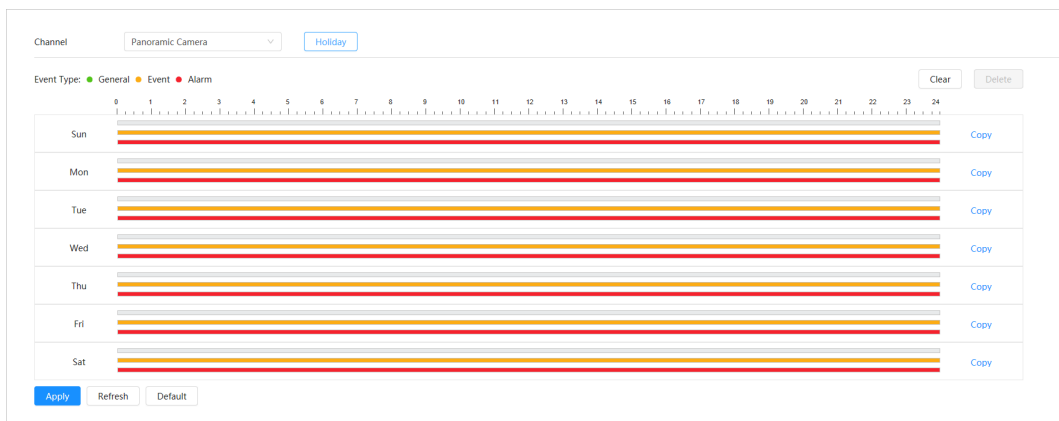 Channel Panoramic Camera Holiday
Event Type: General Event Alarm Clear Delete
0 1 2 3 4 5 6 7 8 9 10 11 12 13 14 15 16 17 18 19 20 21 22 23 24
Sun Copy
Mon Copy
Tue Copy
Wed Copy
Thu Copy
Fri Copy
Sat Copy
Apply Refresh Default